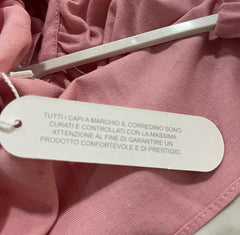 TUTTI I CAPI A MARCHIO IL CORREDINO SONO
CURATI E CONTROLLATI CON LA MASSIMA
ATTENZIONE AL FINE DI GARANTIRE UN
PRODOTTO CONFORTEVOLE E DI PRESTIGIO.